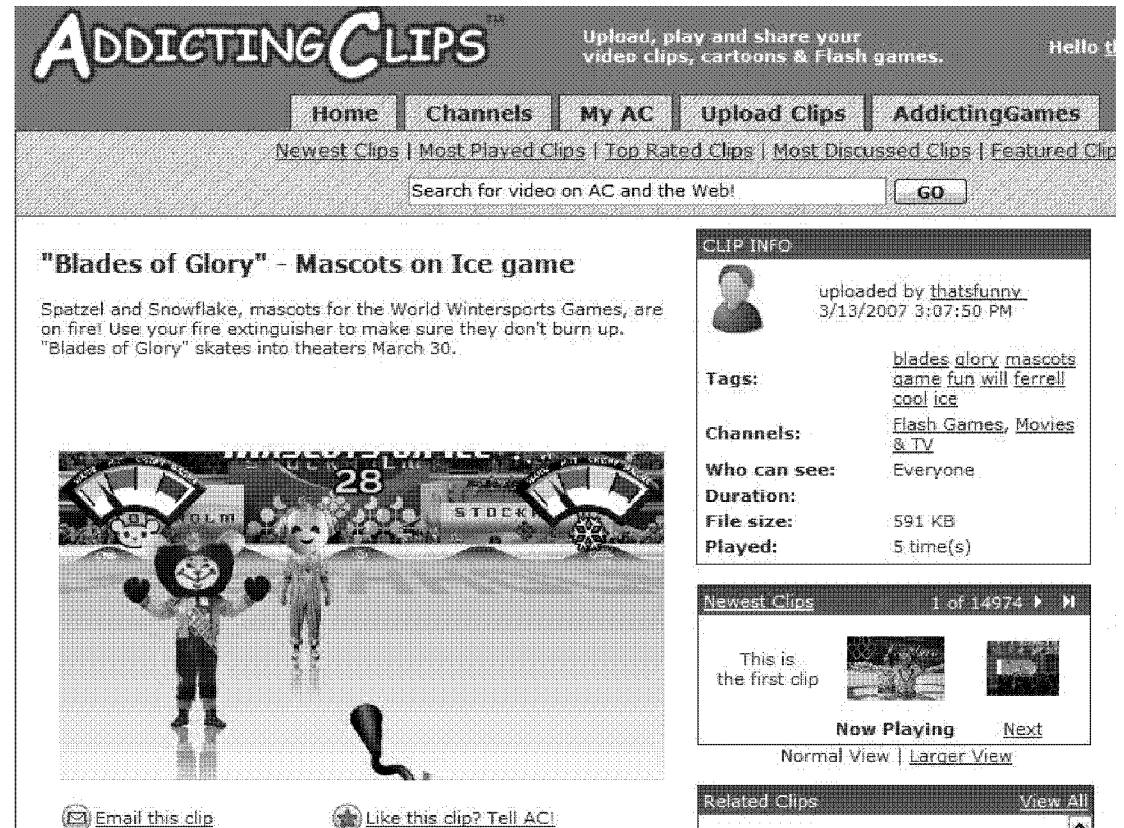 ADDICTINGCLIPS
Upload, play and share your
video clips, cartoons & Flash games.
Hello
Home Channels My AC Upload Clips AddictingGames
Newest Clips | Most Played Clips | Top Rated Clips | Most Discussed Clips | Featured Clip
Search for video on AC and the Web! GO
"Blades of Glory" - Mascots on Ice game
Spatzel and Snowflake, mascots for the World Wintersports Games, are
on fire! Use your fire extinguisher to make sure they don't burn up.
"Blades of Glory" skates into theaters March 30.
28
STOCK
Email this clip
Like this clip? Tell AC!
CLIP INFO
uploaded by thatsfunny
3/13/2007 3:07:50 PM
Tags: blades glory mascots
game fun will ferrell
cool ice
Channels: Flash Games, Movies
& TV
Who can see: Everyone
Duration:
File size: 591 KB
Played: 5 time(s)
Newest Clips 1 of 14974
This is
the first clip
Now Playing Next
Normal View | Larger View
Related Clips View All